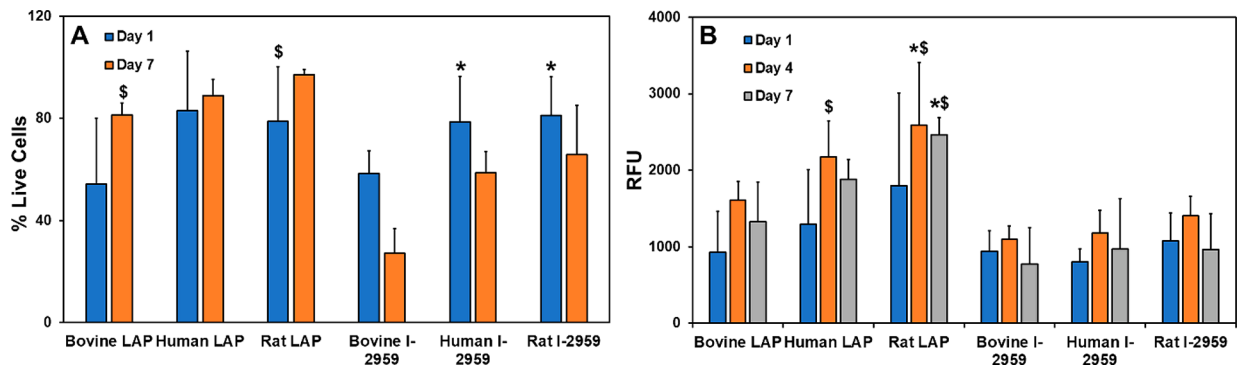 A
Day 1
Day 7
120
80
40
0
% Live Cells
$
$
*
*
Bovine LAP Human LAP Rat LAP Bovine I-2959 Human I-2959 Rat I-2959
B
Day 1
Day 4
Day 7
4000
3000
2000
1000
0
RFU
$
*$
*$
Bovine LAP Human LAP Rat LAP Bovine I-2959 Human I-2959 Rat I-2959